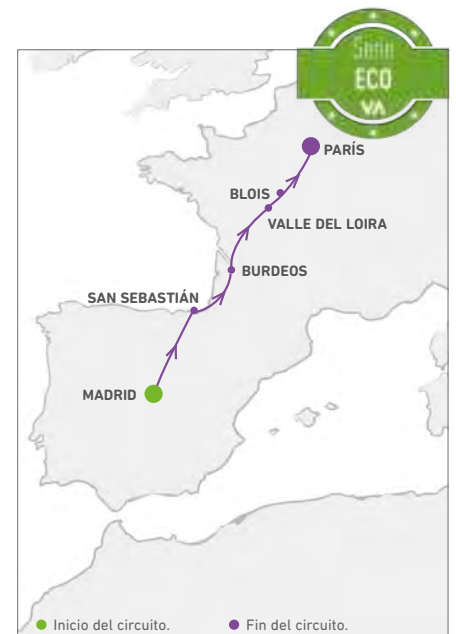 Serie
ECO
VA
PARÍS
BLOIS
VALLE DEL LOIRA
BURDEOS
SAN SEBASTIÁN
MADRID
Inicio del circuito.
Fin del circuito.